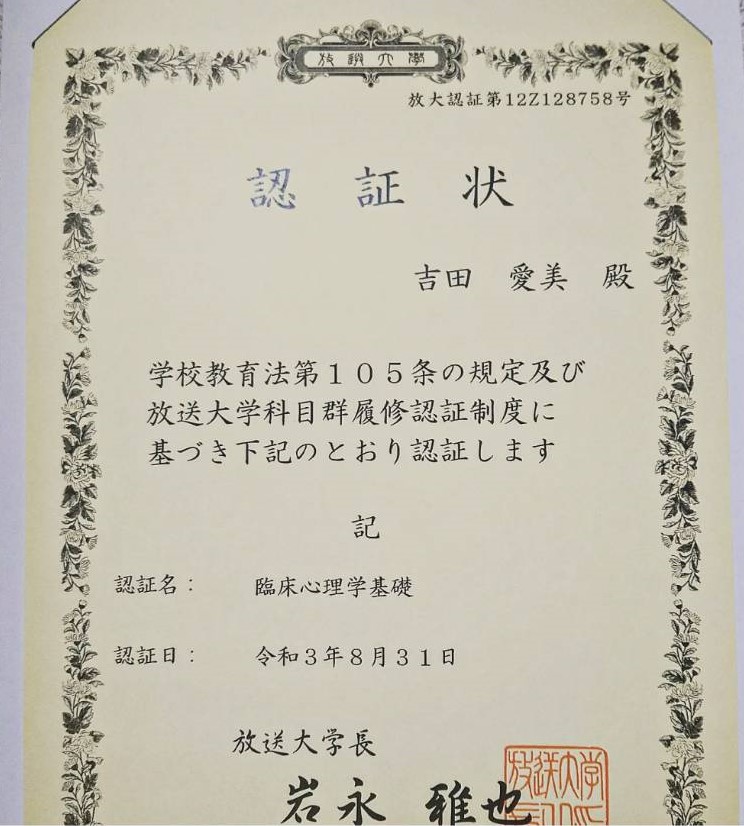 放送大學
放大認証第12Z128758号
認 証 状
吉田 愛美 殿
学校教育法第１０５条の規定及び
放送大学科目群履修認証制度に
基づき下記のとおり認証します
記
認証名： 臨床心理学基礎
認証日： 令和３年８月３１日
放送大学長
岩永 雅也
放送大学